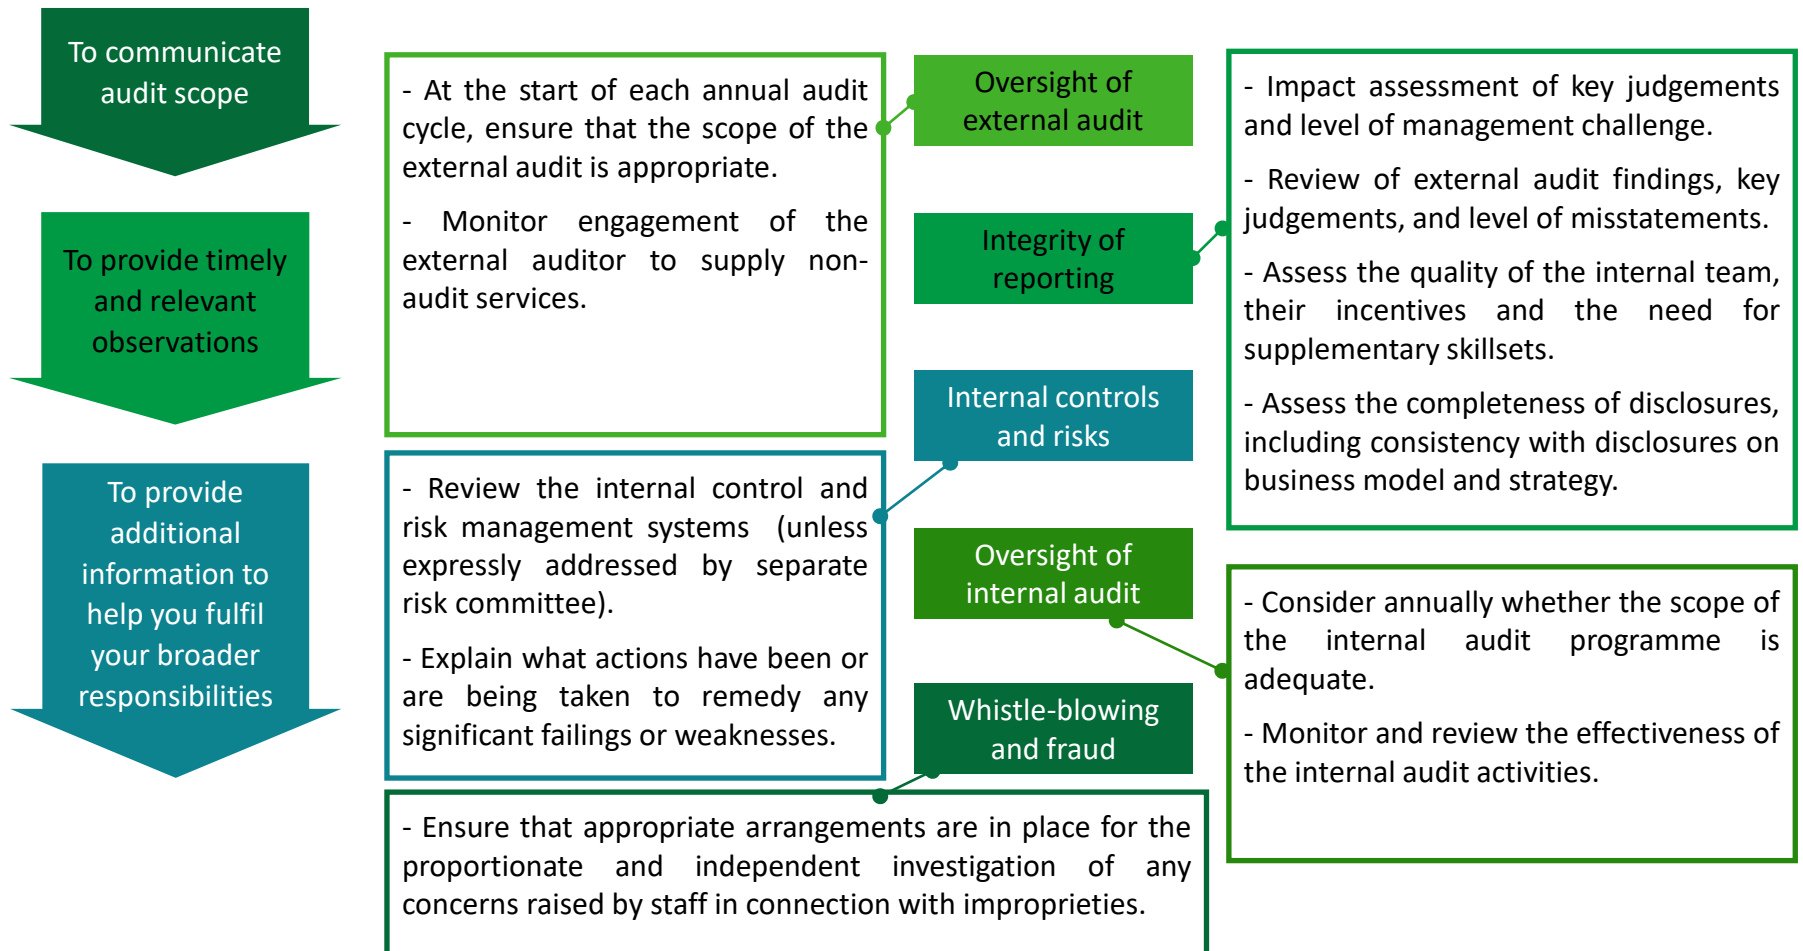 To communicate
audit scope
To provide timely
and relevant
observations
To provide
additional
information to
help you fulfil
your broader
responsibilities
- At the start of each annual audit
cycle, ensure that the scope of the
external audit is appropriate.
- Monitor engagement of the
external auditor to supply non-
audit services.
- Review the internal control and
risk management systems (unless
expressly addressed by separate
risk committee).
- Explain what actions have been or
are being taken to remedy any
significant failings or weaknesses.
Oversight of
external audit
Integrity of
reporting
Internal controls
and risks
Oversight of
internal audit
Whistle-blowing
and fraud
- Ensure that appropriate arrangements are in place for the
proportionate and independent investigation of any
concerns raised by staff in connection with improprieties.
- Impact assessment of key judgements
and level of management challenge.
- Review of external audit findings, key
judgements, and level of misstatements.
- Assess the quality of the internal team,
their incentives and the need for
supplementary skillsets.
- Assess the completeness of disclosures,
including consistency with disclosures on
business model and strategy.
- Consider annually whether the scope of
the internal audit programme is
adequate.
- Monitor and review the effectiveness of
the internal audit activities.